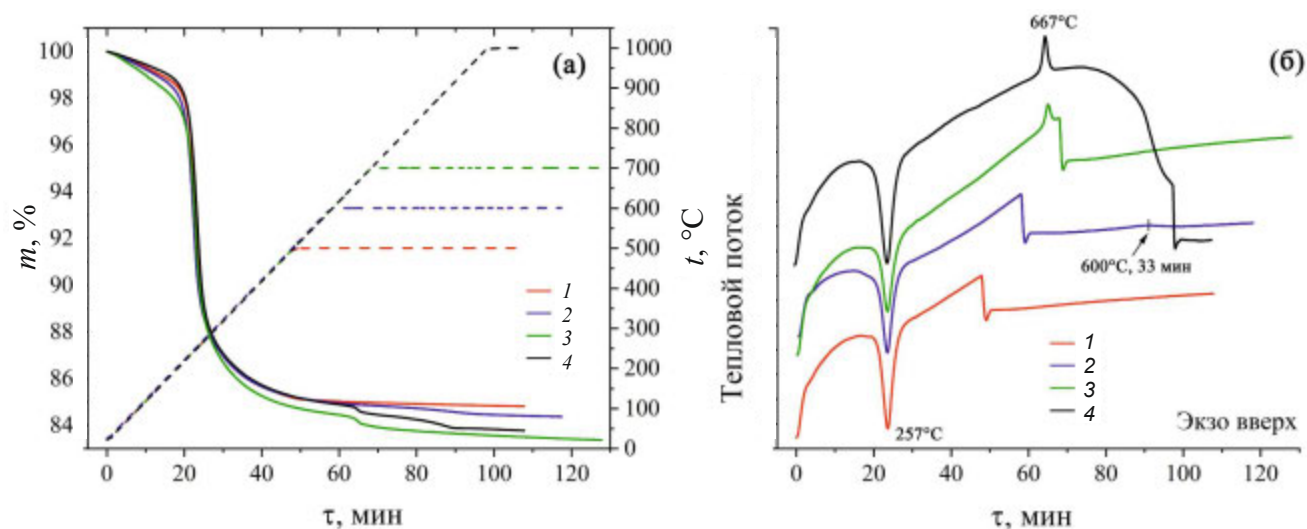 (а)
m, %
100
98
96
94
92
90
88
86
84
1000
900
800
700
600
500
400
300
200
100
0
t, °C
1
2
3
4
0 20 40 60 80 100 120
τ, мин
(б)
667°C
Тепловой поток
600°C, 33 мин
1
2
3
4
257°C
Экзо вверх
0 20 40 60 80 100 120
τ, мин